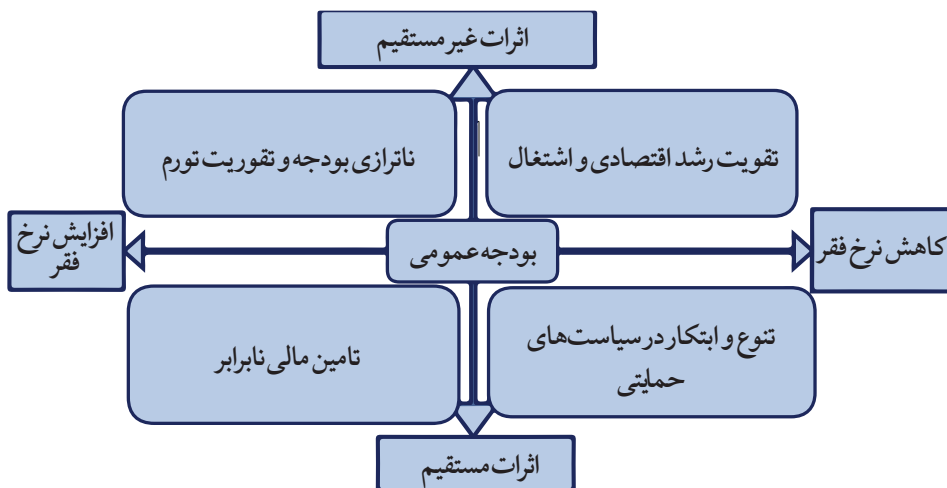 اثرات غیر مستقیم
تقویت رشد اقتصادی و اشتغال
ناترازی بودجه و تقوریت تورم
کاهش نرخ فقر
بودجه عمومی
افزایش نرخ
فقر
تنوع و ابتکار در سیاست‌های
حمایتی
تامین مالی نابرابر
اثرات مستقیم